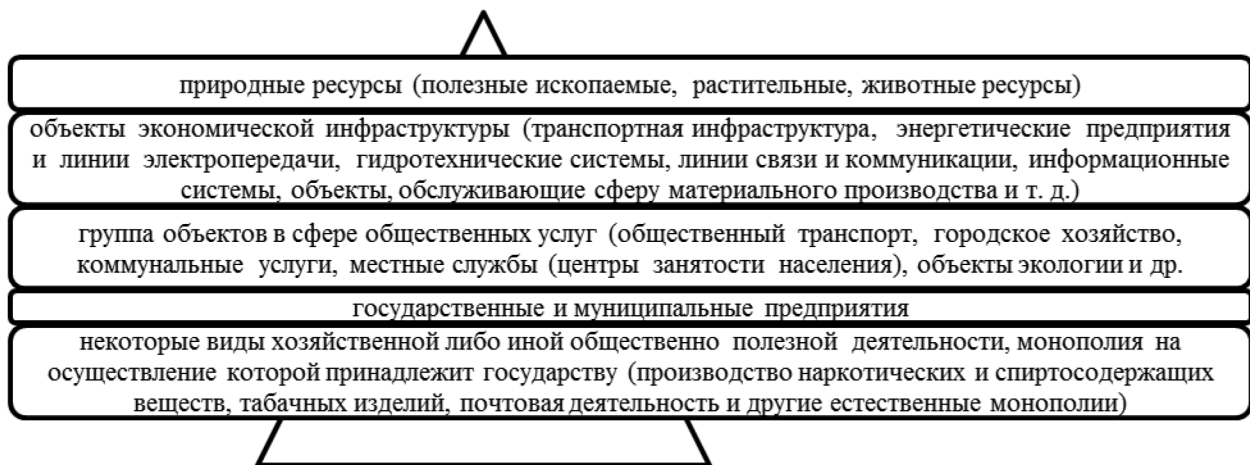 природные ресурсы (полезные ископаемые, растительные, животные ресурсы)
объекты экономической инфраструктуры (транспортная инфраструктура, энергетические предприятия
и линии электропередачи, гидротехнические системы, линии связи и коммуникации, информационные
системы, объекты, обслуживающие сферу материального производства и т. д.)
группа объектов в сфере общественных услуг (общественный транспорт, городское хозяйство,
коммунальные услуги, местные службы (центры занятости населения), объекты экологии и др.
государственные и муниципальные предприятия
некоторые виды хозяйственной либо иной общественно полезной деятельности, монополия на
осуществление которой принадлежит государству (производство наркотических и спиртосодержащих
веществ, табачных изделий, почтовая деятельность и другие естественные монополии)